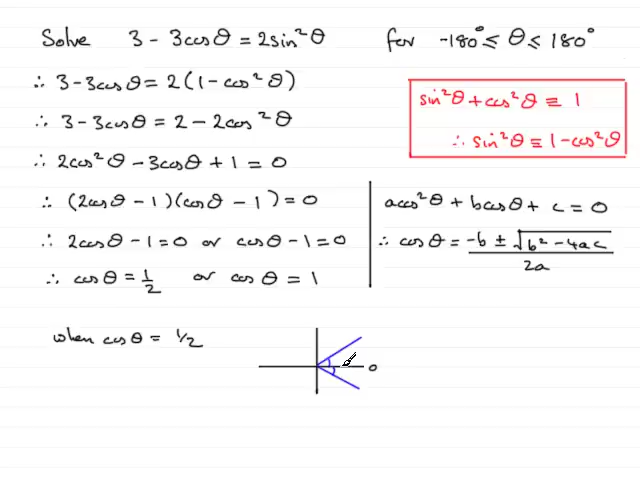 Solve 3 - 3cosθ = 2sin²θ for -180° ≤ θ ≤ 180°
∴ 3 - 3cosθ = 2(1 - cos²θ)
∴ 3 - 3cosθ = 2 - 2cos²θ
∴ 2cos²θ - 3cosθ + 1 = 0
∴ (2cosθ - 1)(cosθ - 1) = 0
∴ 2cosθ - 1 = 0 or cosθ - 1 = 0
∴ cosθ = 1/2 or cosθ = 1
sin²θ + cos²θ ≡ 1
∴ sin²θ ≡ 1 - cos²θ
acos²θ + bcosθ + c = 0
∴ cosθ = -b ± √b² - 4ac / 2a
when cosθ = 1/2
0